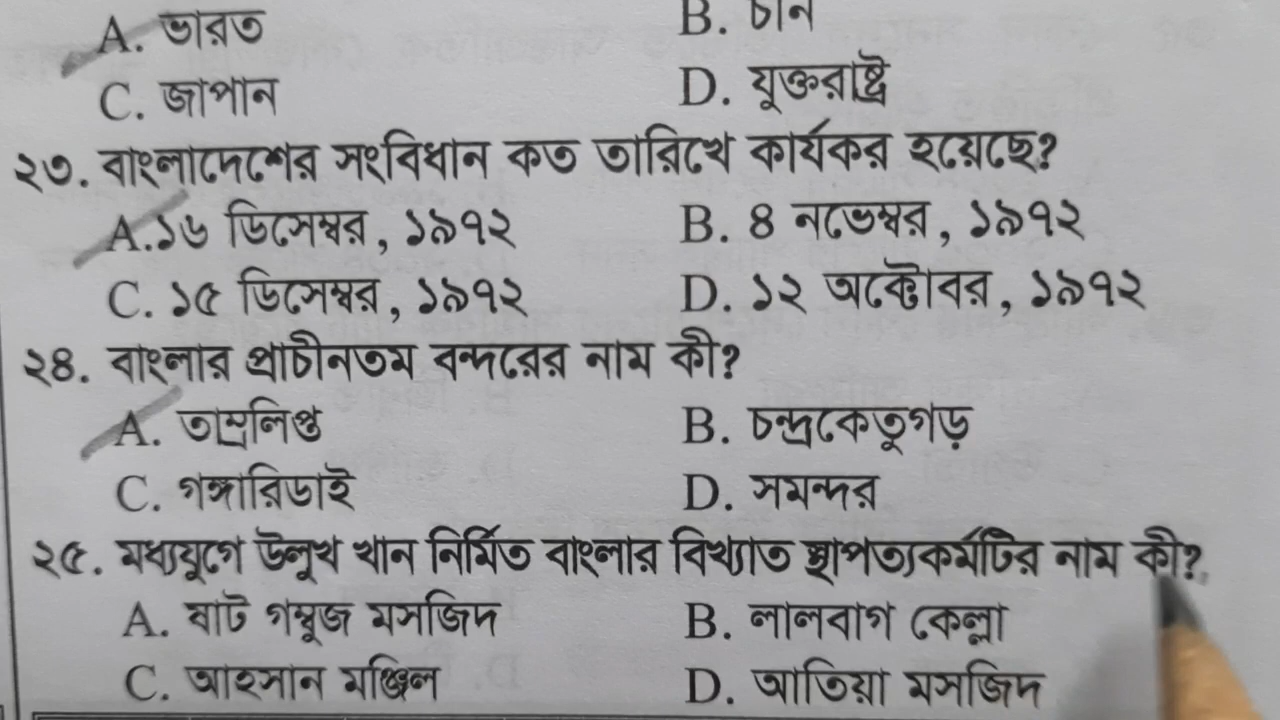 A. ভারত B. চীন
C. জাপান D. যুক্তরাষ্ট্র
২৩. বাংলাদেশের সংবিধান কত তারিখে কার্যকর হয়েছে?
A.১৬ ডিসেম্বর, ১৯৭২ B. ৪ নভেম্বর, ১৯৭২
C. ১৫ ডিসেম্বর, ১৯৭২ D. ১২ অক্টোবর, ১৯৭২
২৪. বাংলার প্রাচীনতম বন্দরের নাম কী?
A. তাম্রলিপ্ত B. চন্দ্রকেতুগড়
C. গঙ্গারিডাই D. সমন্দর
২৫. মধ্যযুগে উলুখ খান নির্মিত বাংলার বিখ্যাত স্থাপত্যকর্মটির নাম কী?
A. ষাট গম্বুজ মসজিদ B. লালবাগ কেল্লা
C. আহসান মঞ্জিল D. আতিয়া মসজিদ